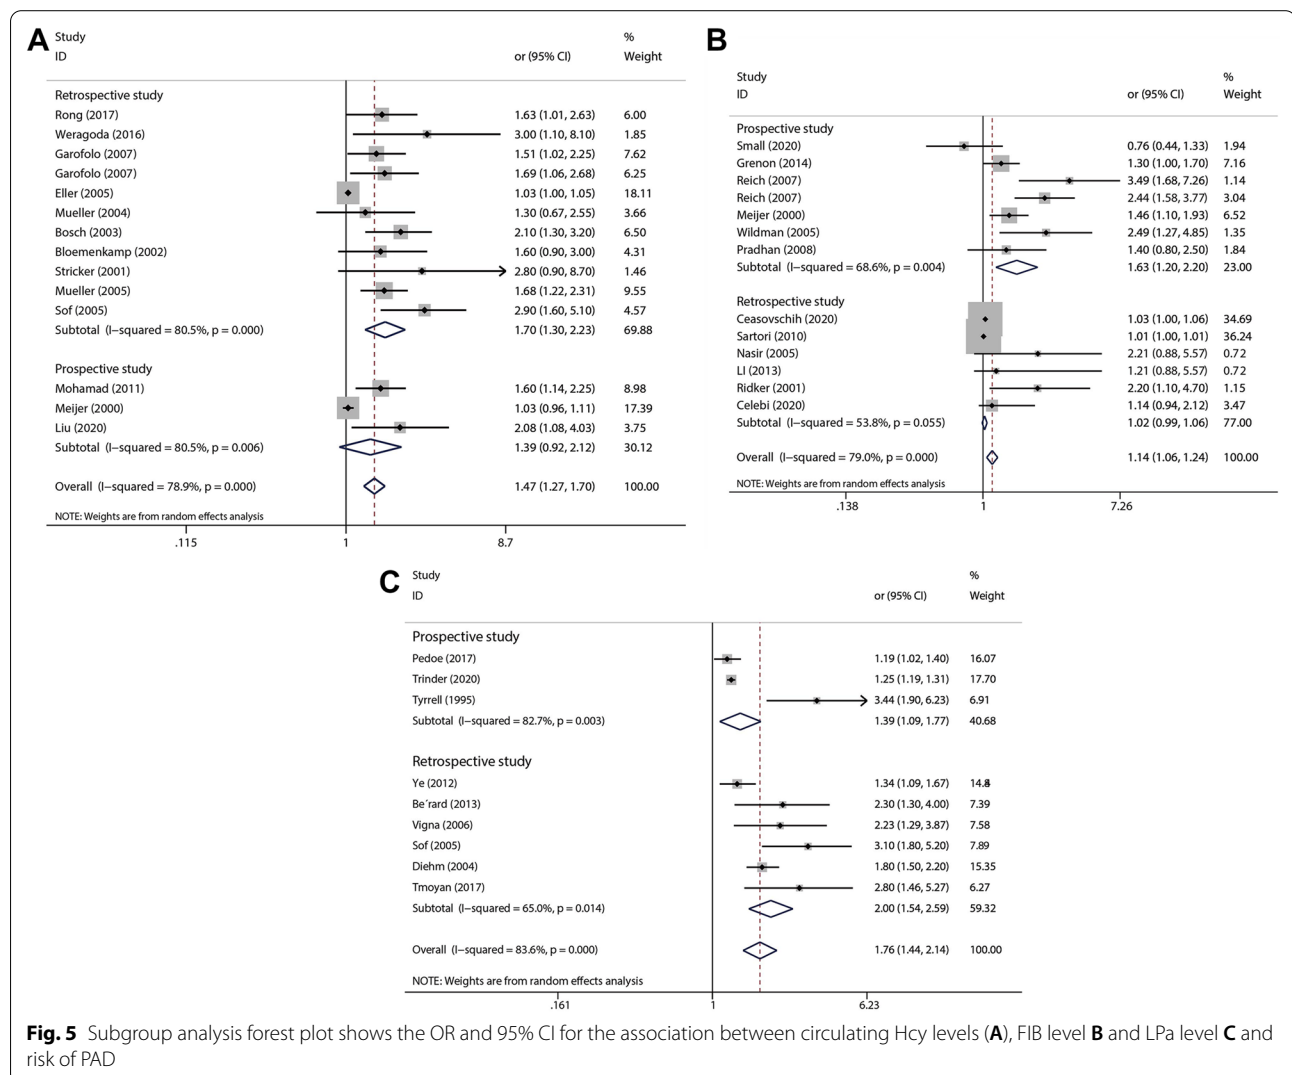 A
Study %
ID or (95% CI) Weight
Retrospective study
Rong (2017) 1.63 (1.01, 2.63) 6.00
Weragoda (2016) 3.00 (1.10, 8.10) 1.85
Garofolo (2007) 1.51 (1.02, 2.25) 7.62
Garofolo (2007) 1.69 (1.06, 2.68) 6.25
Eller (2005) 1.03 (1.00, 1.05) 18.11
Mueller (2004) 1.30 (0.67, 2.55) 3.66
Bosch (2003) 2.10 (1.30, 3.20) 6.50
Bloemenkamp (2002) 1.60 (0.90, 3.00) 4.31
Stricker (2001) 2.80 (0.90, 8.70) 1.46
Mueller (2005) 1.68 (1.22, 2.31) 9.55
Sof (2005) 2.90 (1.60, 5.10) 4.57
Subtotal (I−squared = 80.5%, p = 0.000) 1.70 (1.30, 2.23) 69.88
Prospective study
Mohamad (2011) 1.60 (1.14, 2.25) 8.98
Meijer (2000) 1.03 (0.96, 1.11) 17.39
Liu (2020) 2.08 (1.08, 4.03) 3.75
Subtotal (I−squared = 80.5%, p = 0.006) 1.39 (0.92, 2.12) 30.12
Overall (I−squared = 78.9%, p = 0.000) 1.47 (1.27, 1.70) 100.00
NOTE: Weights are from random effects analysis
.115 1 8.7
B
Study %
ID or (95% CI) Weight
Prospective study
Small (2020) 0.76 (0.44, 1.33) 1.94
Grenon (2014) 1.30 (1.00, 1.70) 7.16
Reich (2007) 3.49 (1.68, 7.26) 1.14
Reich (2007) 2.44 (1.58, 3.77) 3.04
Meijer (2000) 1.46 (1.10, 1.93) 6.52
Wildman (2005) 2.49 (1.27, 4.85) 1.35
Pradhan (2008) 1.40 (0.80, 2.50) 1.84
Subtotal (I−squared = 68.6%, p = 0.004) 1.63 (1.20, 2.20) 23.00
Retrospective study
Ceasovschih (2020) 1.03 (1.00, 1.06) 34.69
Sartori (2010) 1.01 (1.00, 1.01) 36.24
Nasir (2005) 2.21 (0.88, 5.57) 0.72
LI (2013) 1.21 (0.88, 5.57) 0.72
Ridker (2001) 2.20 (1.10, 4.70) 1.15
Celebi (2020) 1.14 (0.94, 2.12) 3.47
Subtotal (I−squared = 53.8%, p = 0.055) 1.02 (0.99, 1.06) 77.00
Overall (I−squared = 79.0%, p = 0.000) 1.14 (1.06, 1.24) 100.00
NOTE: Weights are from random effects analysis
.138 1 7.26
C
Study %
ID or (95% CI) Weight
Prospective study
Pedoe (2017) 1.19 (1.02, 1.40) 16.07
Trinder (2020) 1.25 (1.19, 1.31) 17.70
Tyrrell (1995) 3.44 (1.90, 6.23) 6.91
Subtotal (I−squared = 82.7%, p = 0.003) 1.39 (1.09, 1.77) 40.68
Retrospective study
Ye (2012) 1.34 (1.09, 1.67)
Be´rard (2013) 2.30 (1.30, 4.00) 7.39
Vigna (2006) 2.23 (1.29, 3.87) 7.58
Sof (2005) 3.10 (1.80, 5.20) 7.89
Diehm (2004) 1.80 (1.50, 2.20) 15.35
Tmoyan (2017) 2.80 (1.46, 5.27) 6.27
Subtotal (I−squared = 65.0%, p = 0.014) 2.00 (1.54, 2.59) 59.32
Overall (I−squared = 83.6%, p = 0.000) 1.76 (1.44, 2.14) 100.00
NOTE: Weights are from random effects analysis
.161 1 6.23
Fig. 5 Subgroup analysis forest plot shows the OR and 95% CI for the association between circulating Hcy levels (A), FIB level B and LPa level C and
risk of PAD